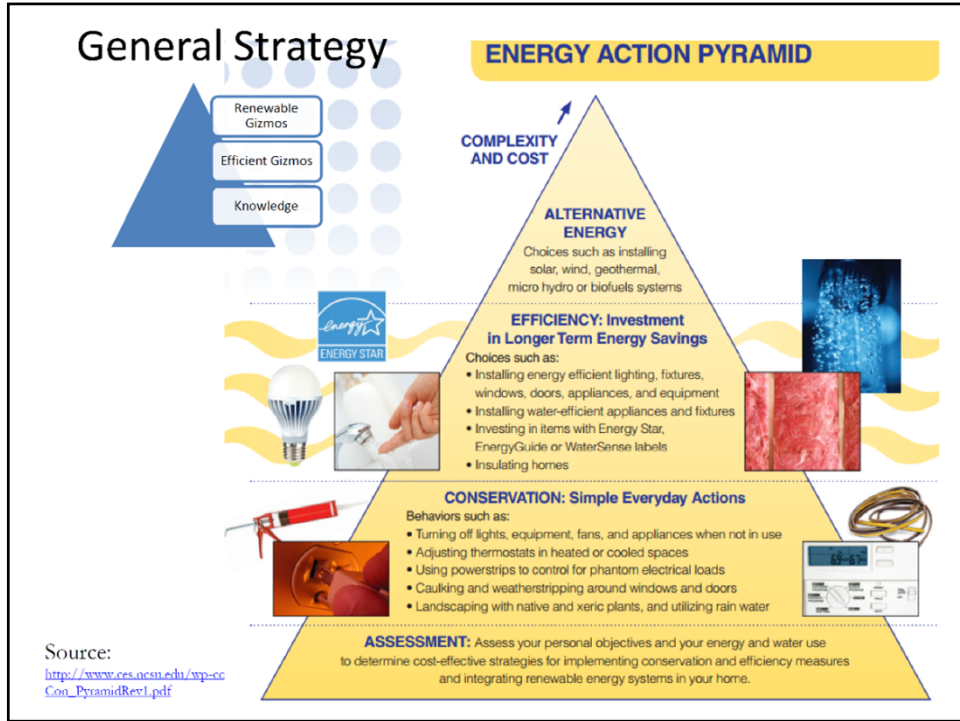 General Strategy
Renewable
Gizmos
Efficient Gizmos
Knowledge
ENERGY ACTION PYRAMID
COMPLEXITY
AND COST
ALTERNATIVE
ENERGY
Choices such as installing
solar, wind, geothermal,
micro hydro or biofuels systems
energy
ENERGY STAR
EFFICIENCY: Investment
in Longer Term Energy Savings
Choices such as:
• Installing energy efficient lighting, fixtures,
windows, doors, appliances, and equipment
• Installing water-efficient appliances and fixtures
• Investing in items with Energy Star,
EnergyGuide or WaterSense labels
• Insulating homes
CONSERVATION: Simple Everyday Actions
Behaviors such as:
• Turning off lights, equipment, fans, and appliances when not in use
• Adjusting thermostats in heated or cooled spaces
• Using powerstrips to control for phantom electrical loads
• Caulking and weatherstripping around windows and doors
• Landscaping with native and xeric plants, and utilizing rain water
ASSESSMENT: Assess your personal objectives and your energy and water use
to determine cost-effective strategies for implementing conservation and efficiency measures
and integrating renewable energy systems in your home.
Source:
http://www.ces.ncsu.edu/wp-cc
Con_PyramidRev1.pdf